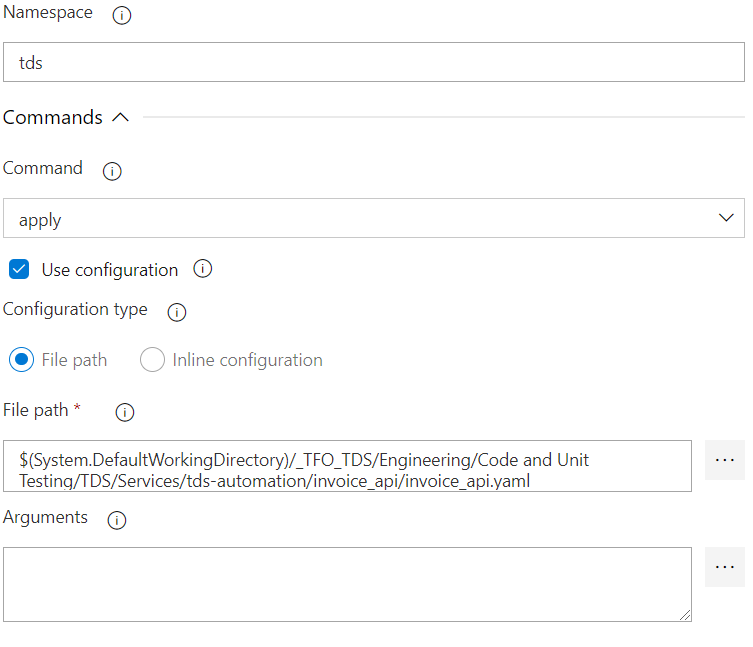 Namespace
tds
Commands
Command
apply
Use configuration
Configuration type
File path
Inline configuration
File path *
$(System.DefaultWorkingDirectory)/_TFO_TDS/Engineering/Code and Unit
Testing/TDS/Services/tds-automation/invoice_api/invoice_api.yaml
Arguments